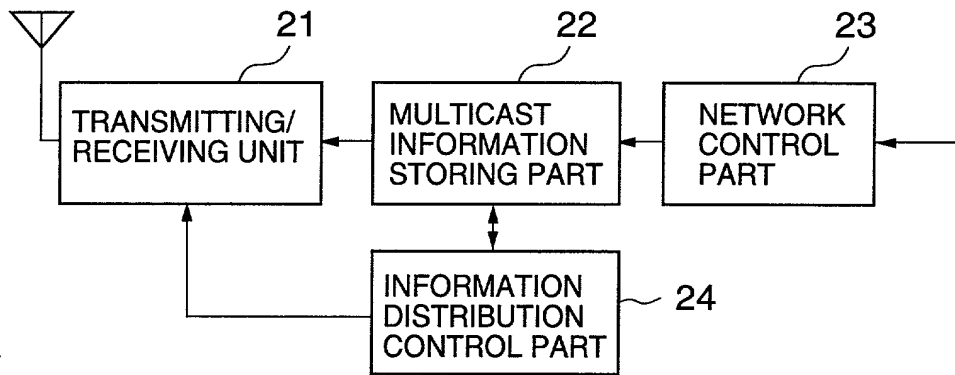 21
22
23
TRANSMITTING/
RECEIVING UNIT
MULTICAST
INFORMATION
STORING PART
NETWORK
CONTROL
PART
INFORMATION
DISTRIBUTION
CONTROL PART
24